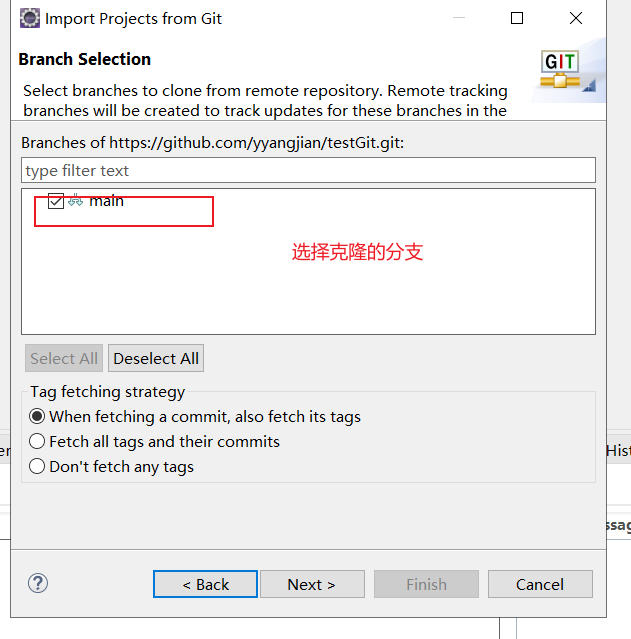 Import Projects from Git
Branch Selection
GIT
Select branches to clone from remote repository. Remote tracking
branches will be created to track updates for these branches in the
Branches of https://github.com/yyangjian/testGit.git:
type filter text
main
选择克隆的分支
Select All
Deselect All
Tag fetching strategy
When fetching a commit, also fetch its tags
Fetch all tags and their commits
Don't fetch any tags
er
Hist
ssag
?
< Back
Next >
Finish
Cancel